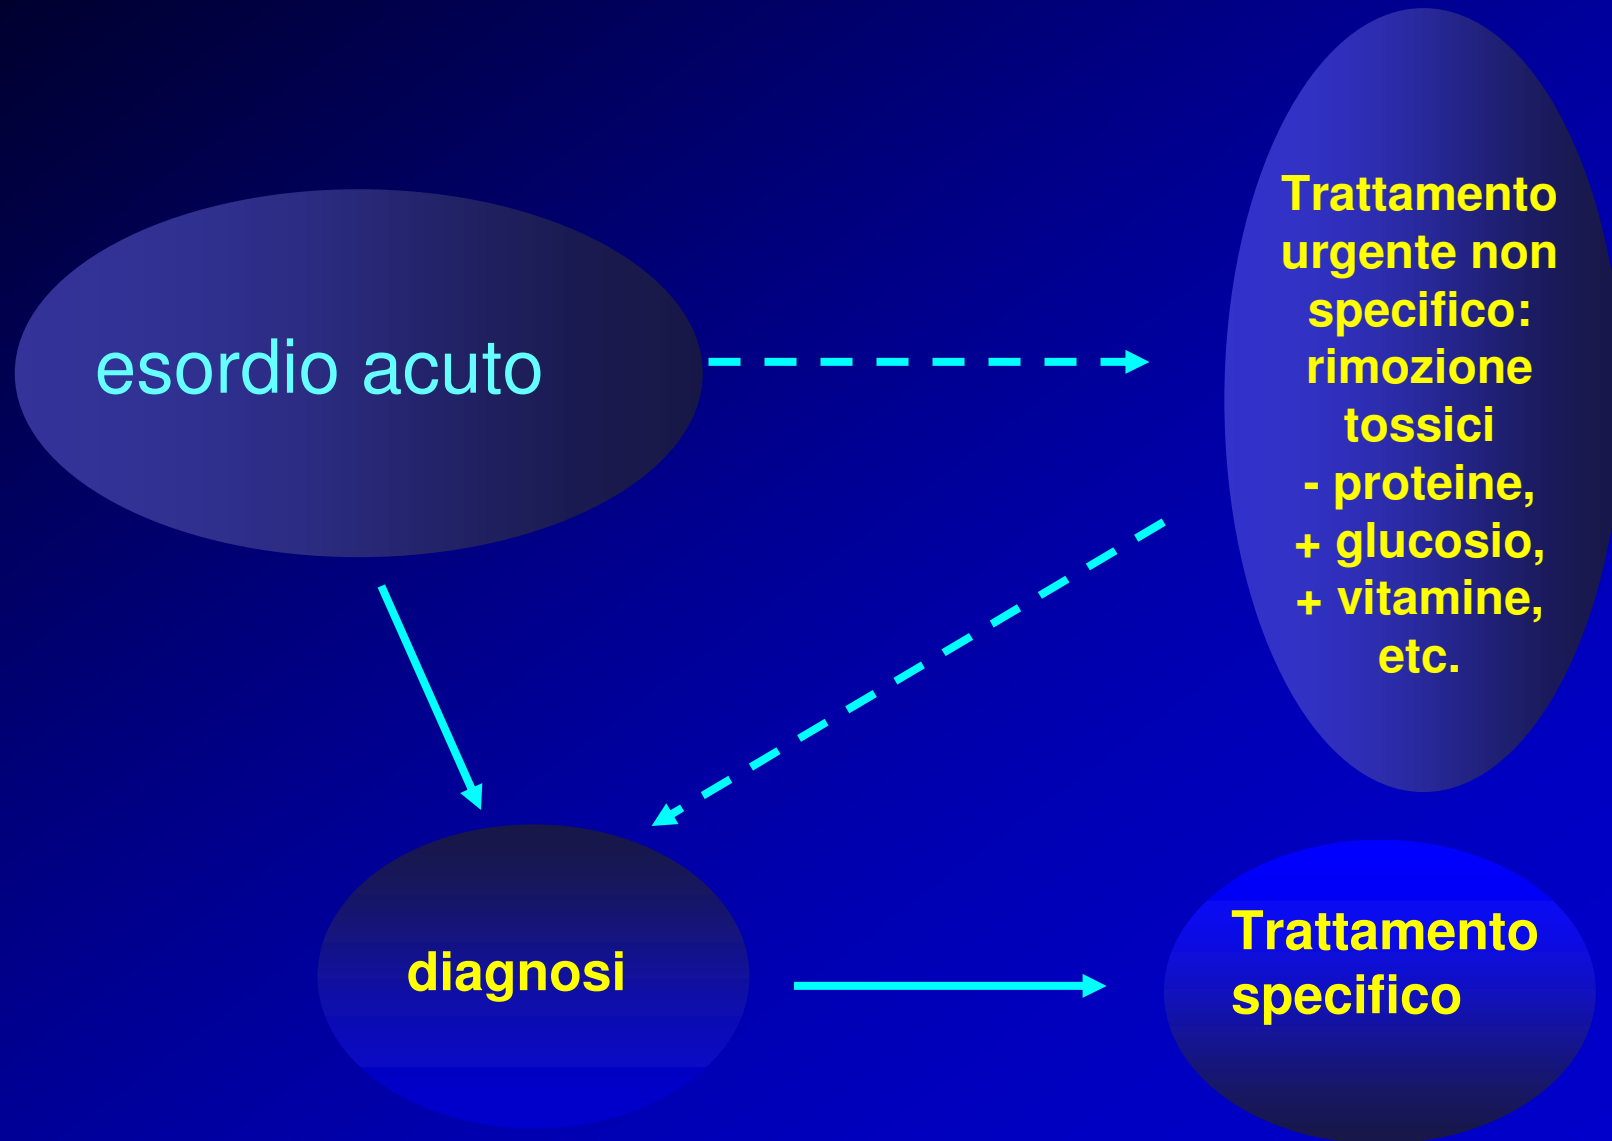 esordio acuto
Trattamento
urgente non
specifico:
rimozione
tossici
- proteine,
+ glucosio,
+ vitamine,
etc.
diagnosi
Trattamento
specifico